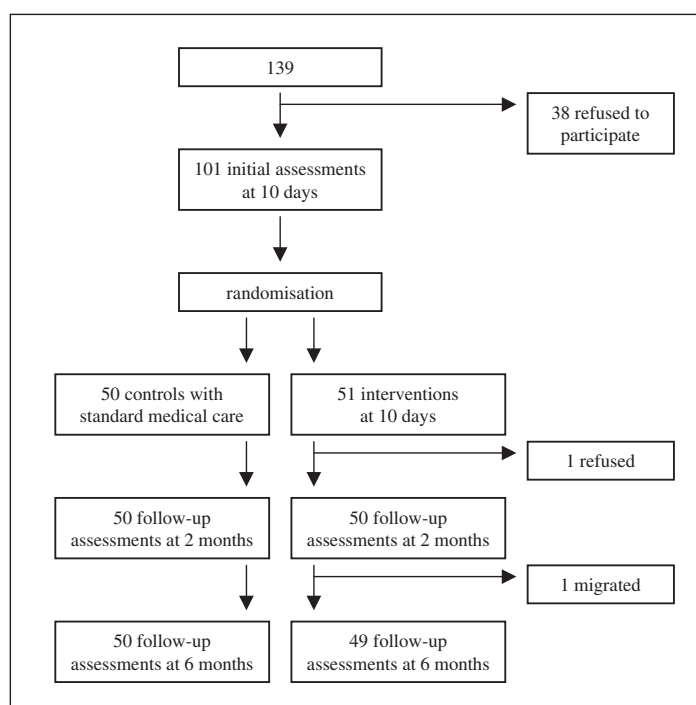 139
38 refused to
participate
101 initial assessments
at 10 days
randomisation
50 controls with
standard medical care
51 interventions
at 10 days
1 refused
50 follow-up
assessments at 2 months
50 follow-up
assessments at 2 months
1 migrated
50 follow-up
assessments at 6 months
49 follow-up
assessments at 6 months